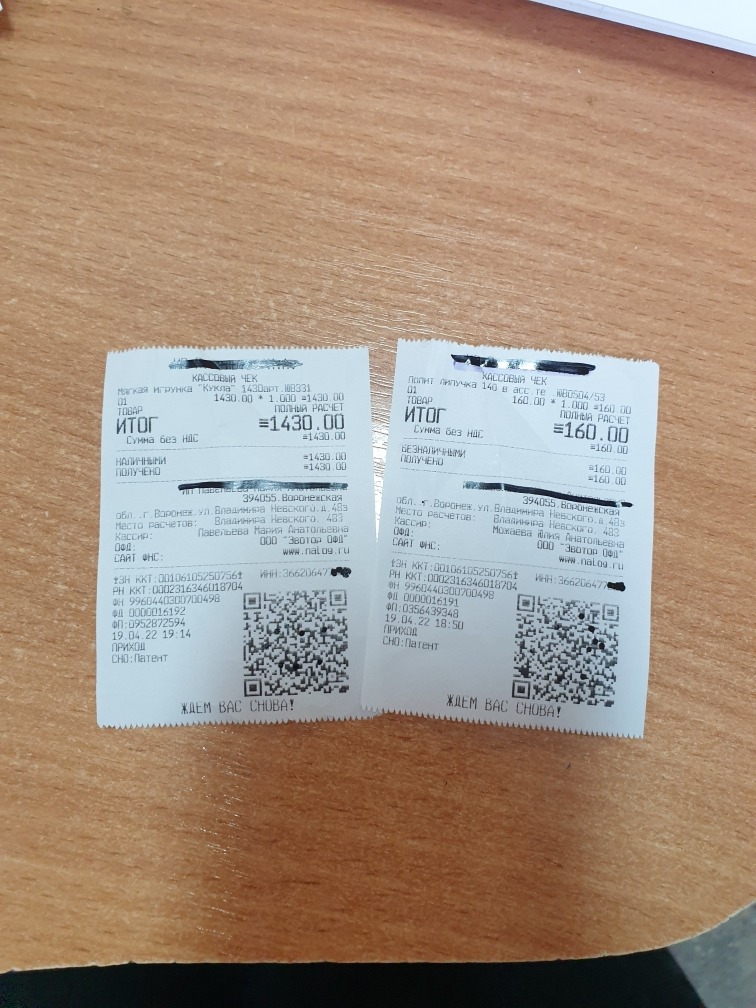 КАССОВЫЙ ЧЕК
Мягкая игрунка "Кукла" 1430арт.№В331
01 1430.00 * 1.000 ≡1430.00
ТОВАР ПОЛНЫЙ РАСЧЕТ
ИТОГ ≡1430.00
Сумма без НДС ≡1430.00
НАЛИЧНЫМИ ≡1430.00
ПОЛУЧЕНО ≡1430.00
394055.Воронежская
обл.,г.Воронеж,ул.Владимира Невского,д.48з
Место расчетов: Владимира Невского, 48З
Кассир: Павельева Мария Анатольевна
ОФД: ООО "Эвотор ОФД"
САЙТ ФНС: www.nalog.ru
ЗН ККТ:00106105250756 ИНН:36620647
РН ККТ:0002316346018704
ФН 9960440300700498
ФД 0000016192
ФП:0952872594
19.04.22 19:14
ПРИХОД
СНО:Патент
ЖДЕМ ВАС СНОВА!
КАССОВЫЙ ЧЕК
Полит липучка 140 в асс.те №В0504/53
01 160.00 * 1.000 ≡160.00
ТОВАР ПОЛНЫЙ РАСЧЕТ
ИТОГ ≡160.00
Сумма без НДС ≡160.00
БЕЗНАЛИЧНЫМИ ≡160.00
ПОЛУЧЕНО ≡160.00
394055.Воронежская
обл.,г.Воронеж,ул.Владимира Невского,д.48з
Место расчетов: Владимира Невского, 48З
Кассир: Можаева Юлия Анатольевна
ОФД: ООО "Эвотор ОФД"
САЙТ ФНС: www.nalog.ru
ЗН ККТ:00106105250756 ИНН:366206477
РН ККТ:0002316346018704
ФН 9960440300700498
ФД 0000016191
ФП:0356439348
19.04.22 18:50
ПРИХОД
СНО:Патент
ЖДЕМ ВАС СНОВА!